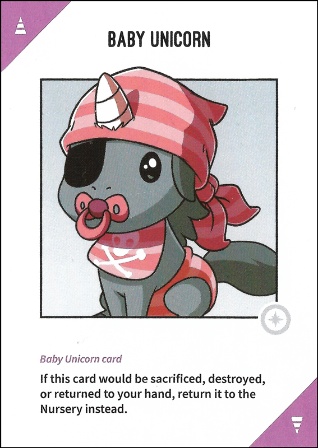 BABY UNICORN
Baby Unicorn card
If this card would be sacrificed, destroyed,
or returned to your hand, return it to the
Nursery instead.